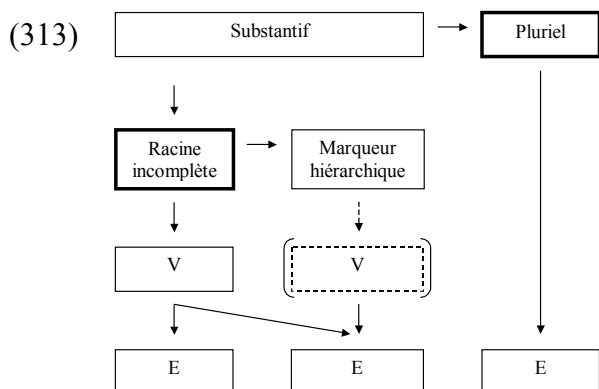 (313)
Substantif
Pluriel
Racine
incomplète
Marqueur
hiérarchique
V
V
E
E
E